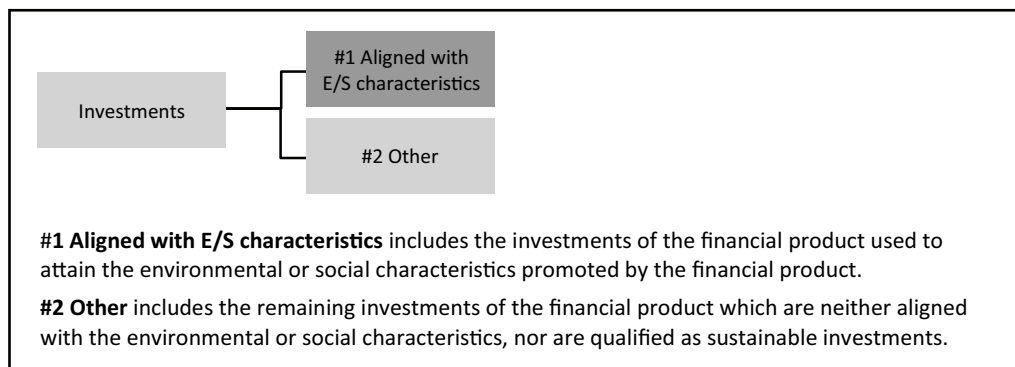 #1 Aligned with
E/S characteristics
Investments
#2 Other
#1 Aligned with E/S characteristics includes the investments of the financial product used to
attain the environmental or social characteristics promoted by the financial product.
#2 Other includes the remaining investments of the financial product which are neither aligned
with the environmental or social characteristics, nor are qualified as sustainable investments.